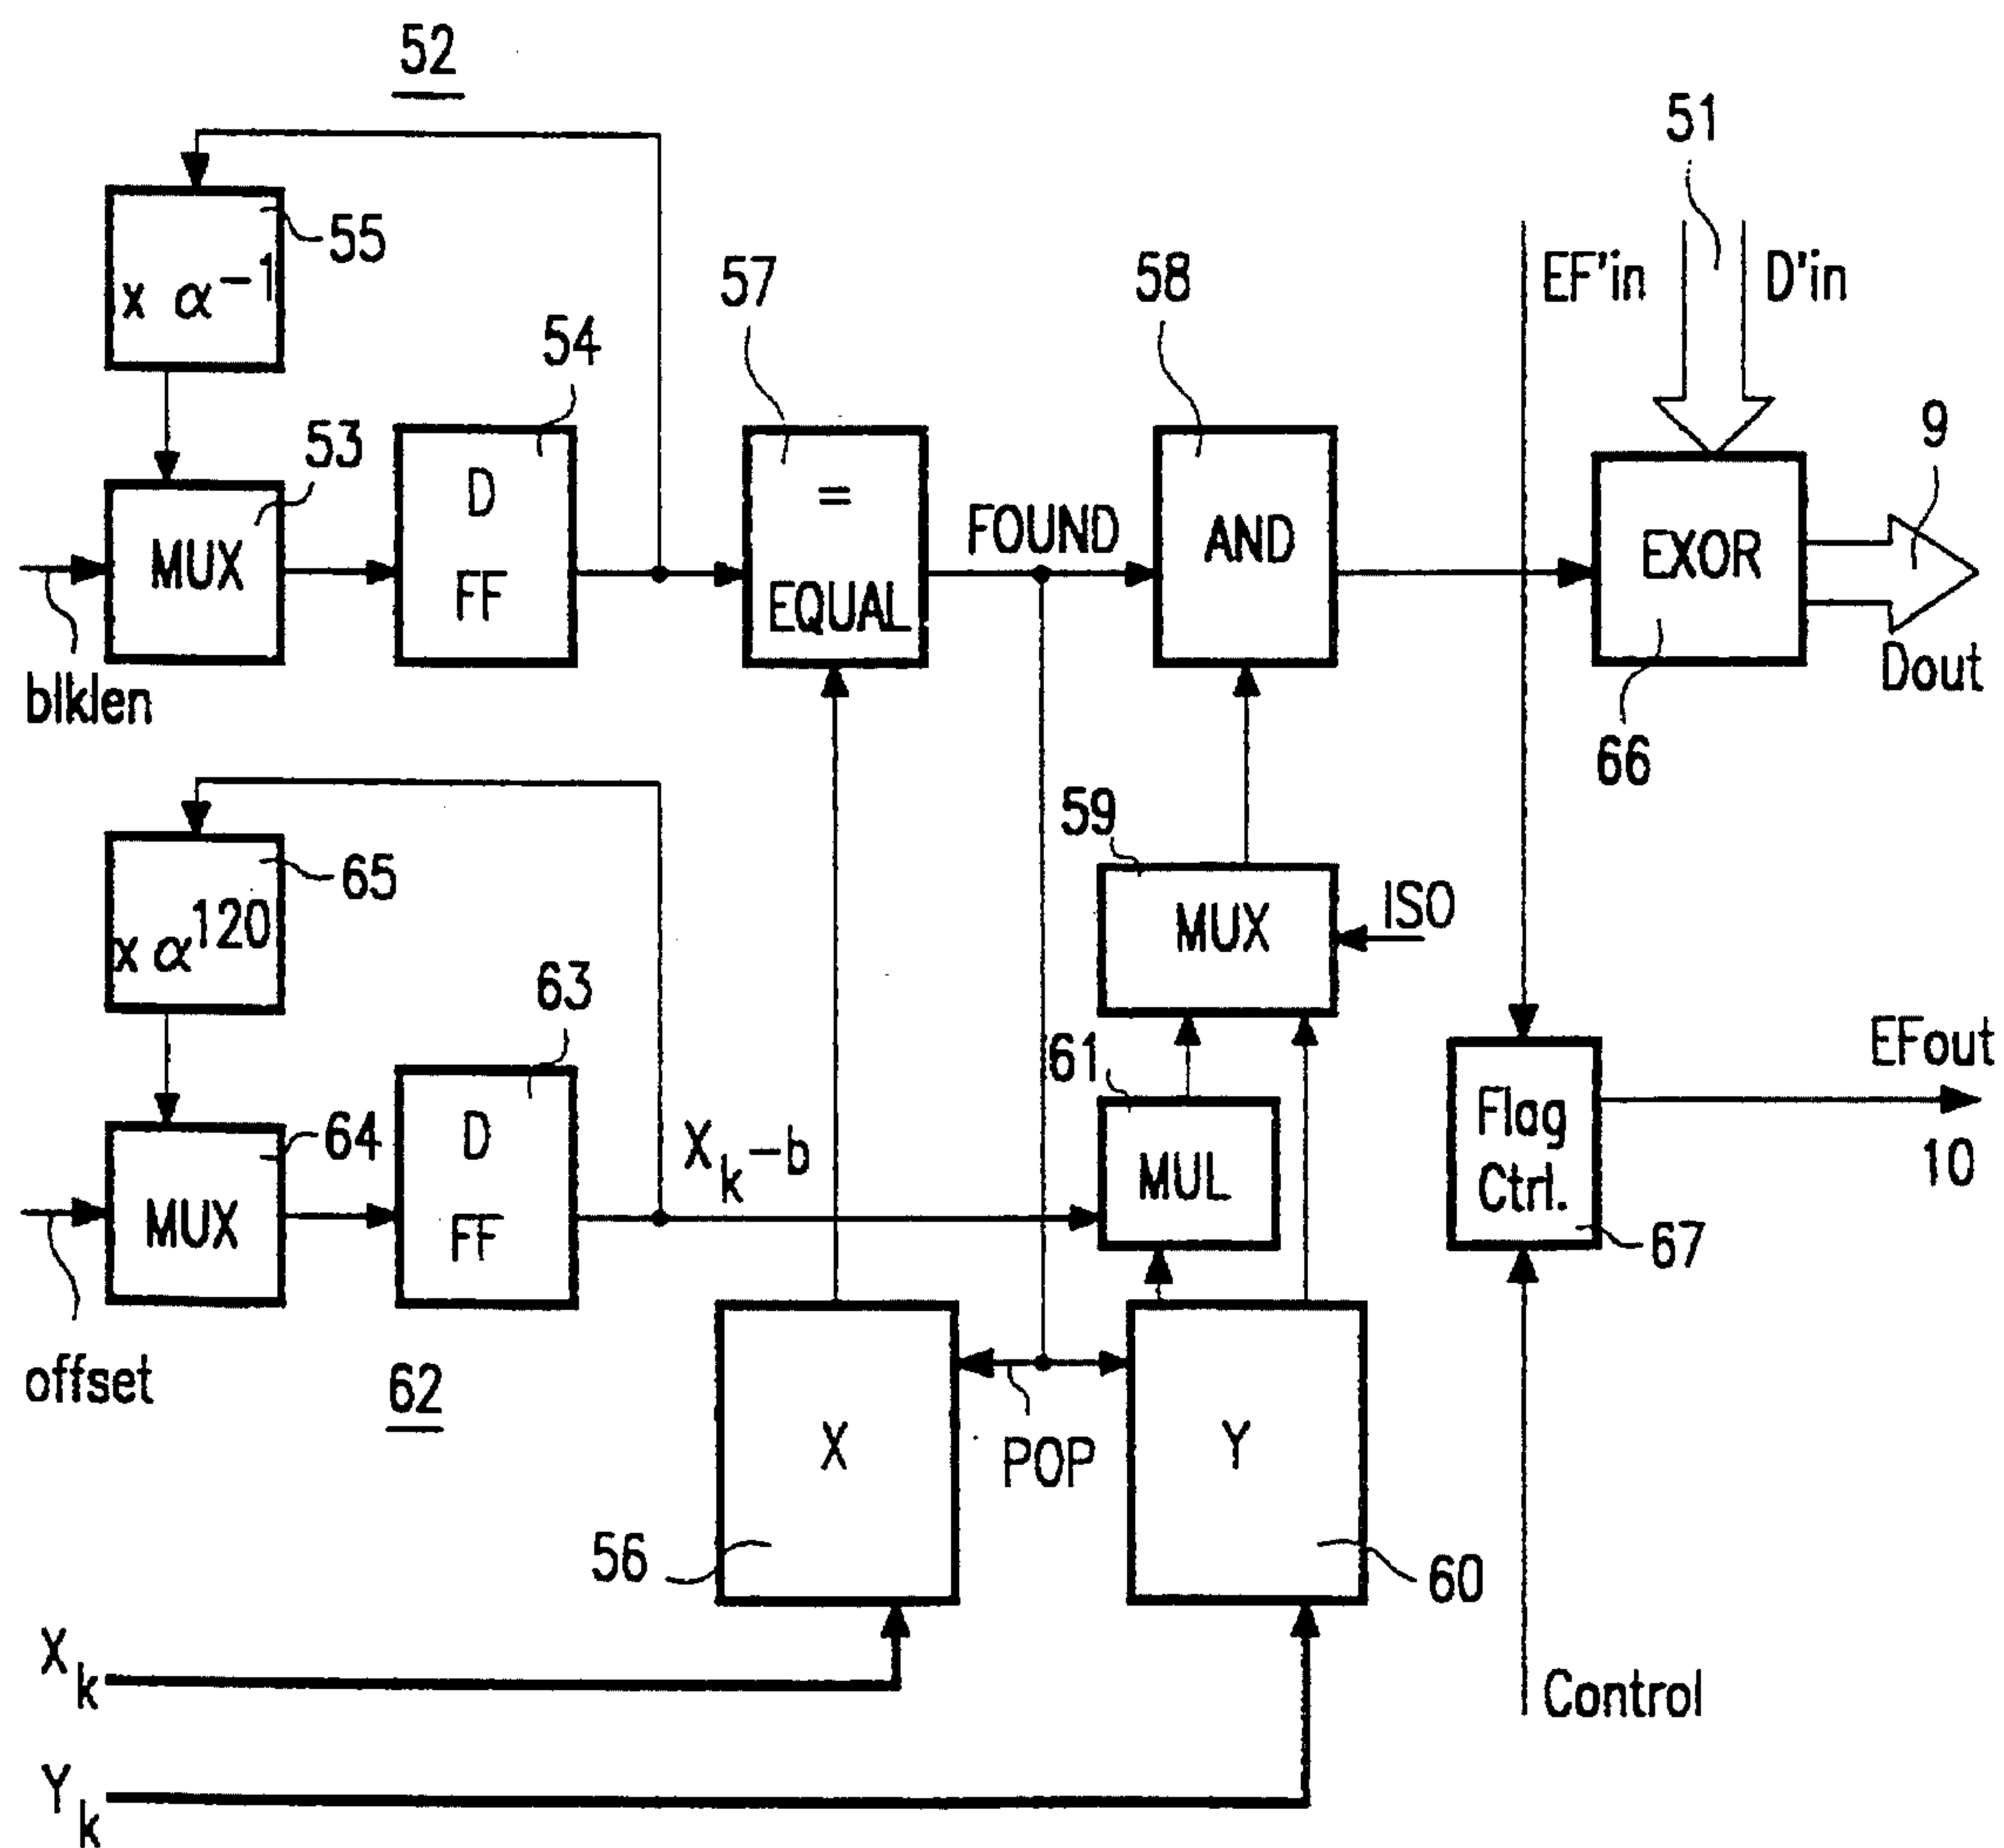 52
51
55
x α⁻¹
57
58
EF'in
D'in
54
53
9
D
FF
MUX
=
EQUAL
FOUND
AND
EXOR
blklen
Dout
66
59
65
x α¹²⁰
MUX
ISO
63
61
EFout
64
D
FF
Xₖ-b
MUL
Flag
Ctrl.
10
MUX
67
offset
62
X
POP
Y
56
60
Xₖ
Control
Yₖ